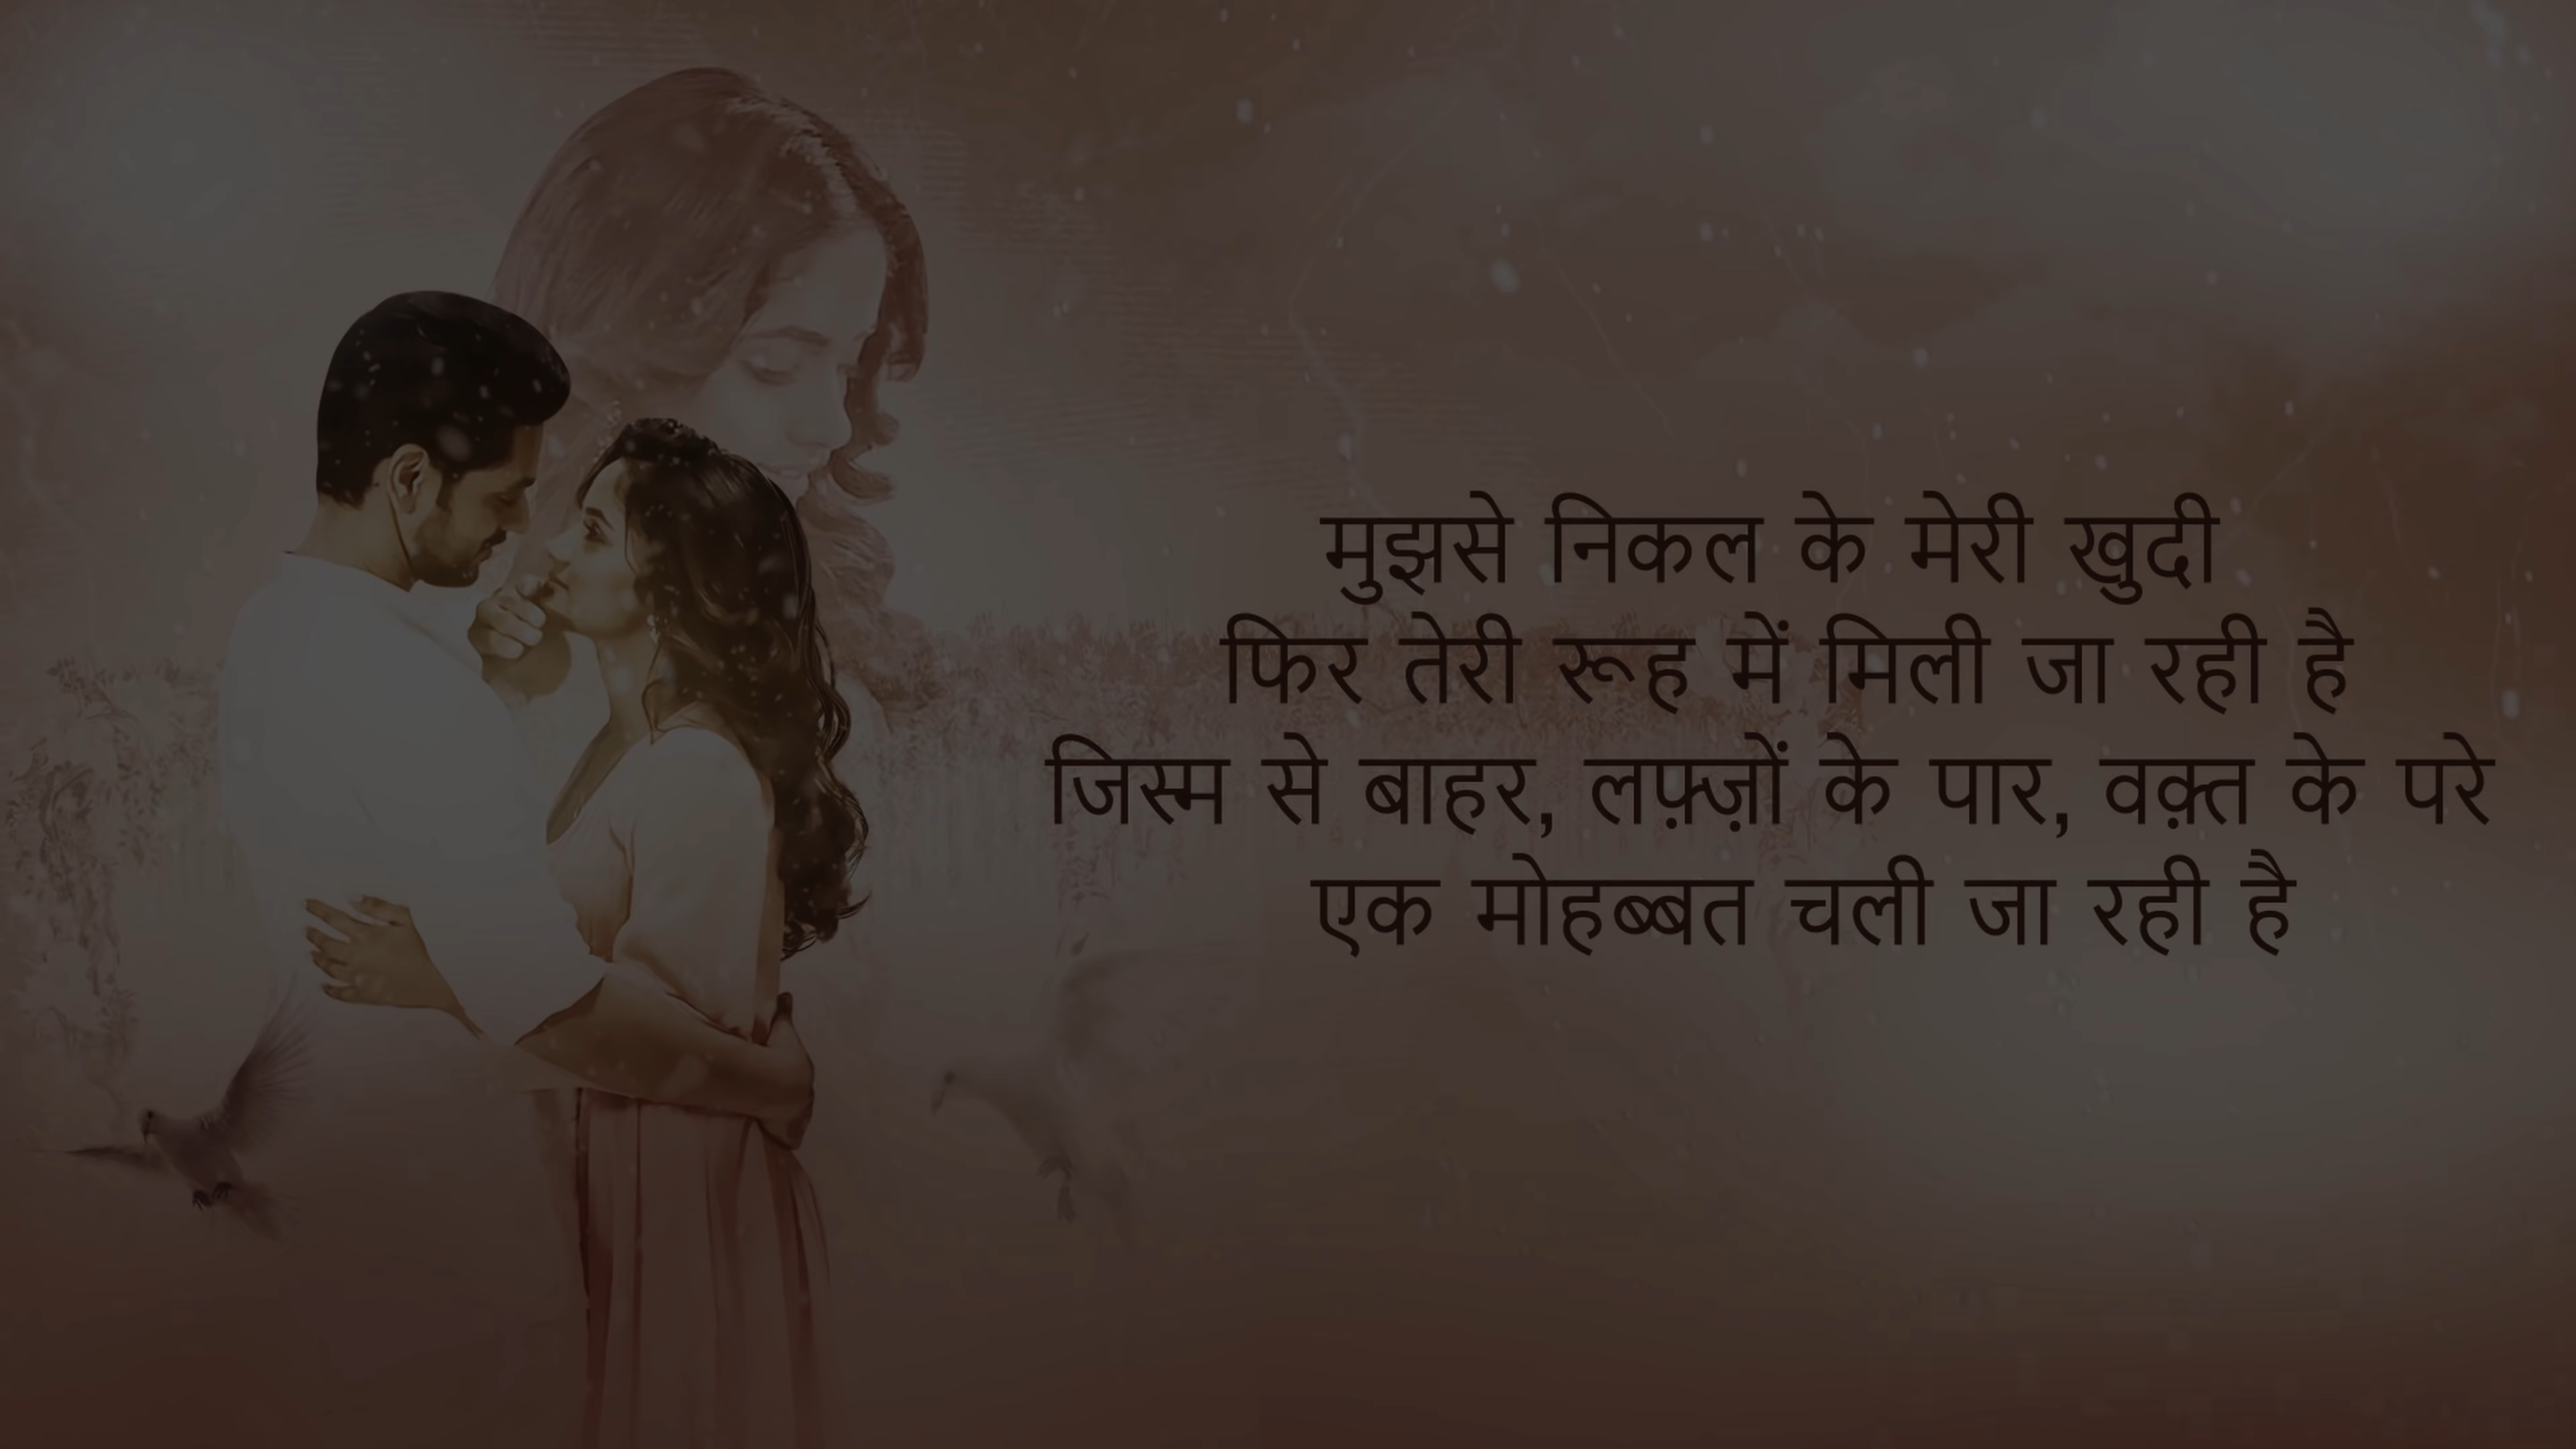 मुझसे निकल के मेरी खुदी
फिर तेरी रूह में मिली जा रही है
जिस्म से बाहर, लफ़्ज़ों के पार, वक़्त के परे
एक मोहब्बत चली जा रही है